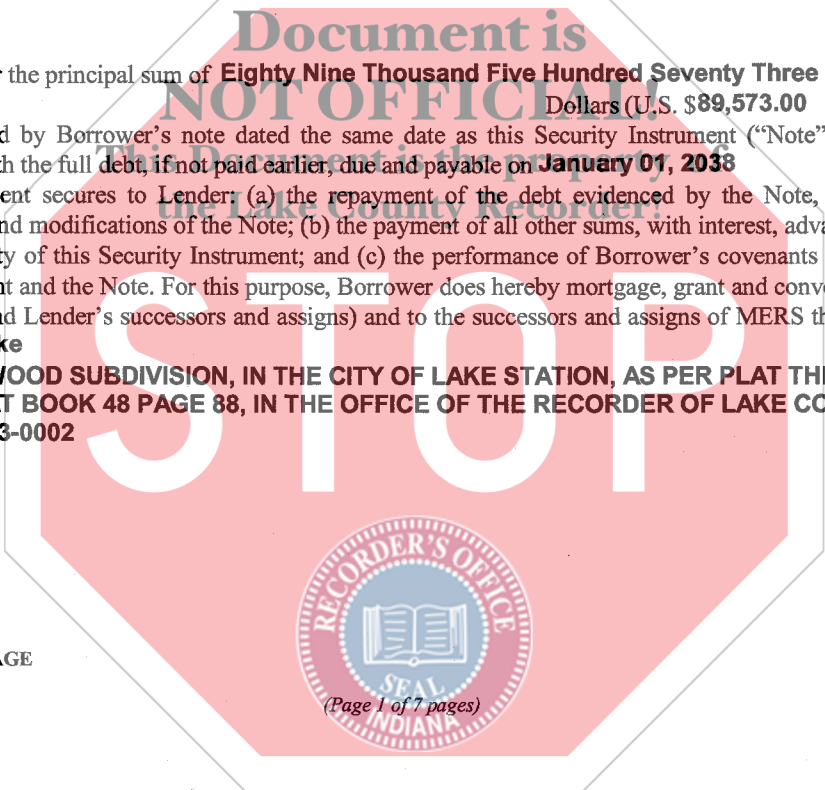 Document is
the principal sum of Eighty Nine Thousand Five Hundred Seventy Three
NOT OFFICIAL!
Dollars (U.S. $89,573.00
d by Borrower's note dated the same date as this Security Instrument ("Note"
This Document is the property of
h the full debt, if not paid earlier, due and payable on January 01, 2038
ent secures to Lender: (a) the repayment of the debt evidenced by the Note,
the Lake County Recorder!
nd modifications of the Note; (b) the payment of all other sums, with interest, adva
ty of this Security Instrument; and (c) the performance of Borrower's covenants
nt and the Note. For this purpose, Borrower does hereby mortgage, grant and conv
nd Lender's successors and assigns) and to the successors and assigns of MERS th
ke
WOOD SUBDIVISION, IN THE CITY OF LAKE STATION, AS PER PLAT TH
T BOOK 48 PAGE 88, IN THE OFFICE OF THE RECORDER OF LAKE CO
3-0002
STOP
RECORDER'S OFFICE
SEAL
INDIANA
AGE
(Page 1 of 7 pages)